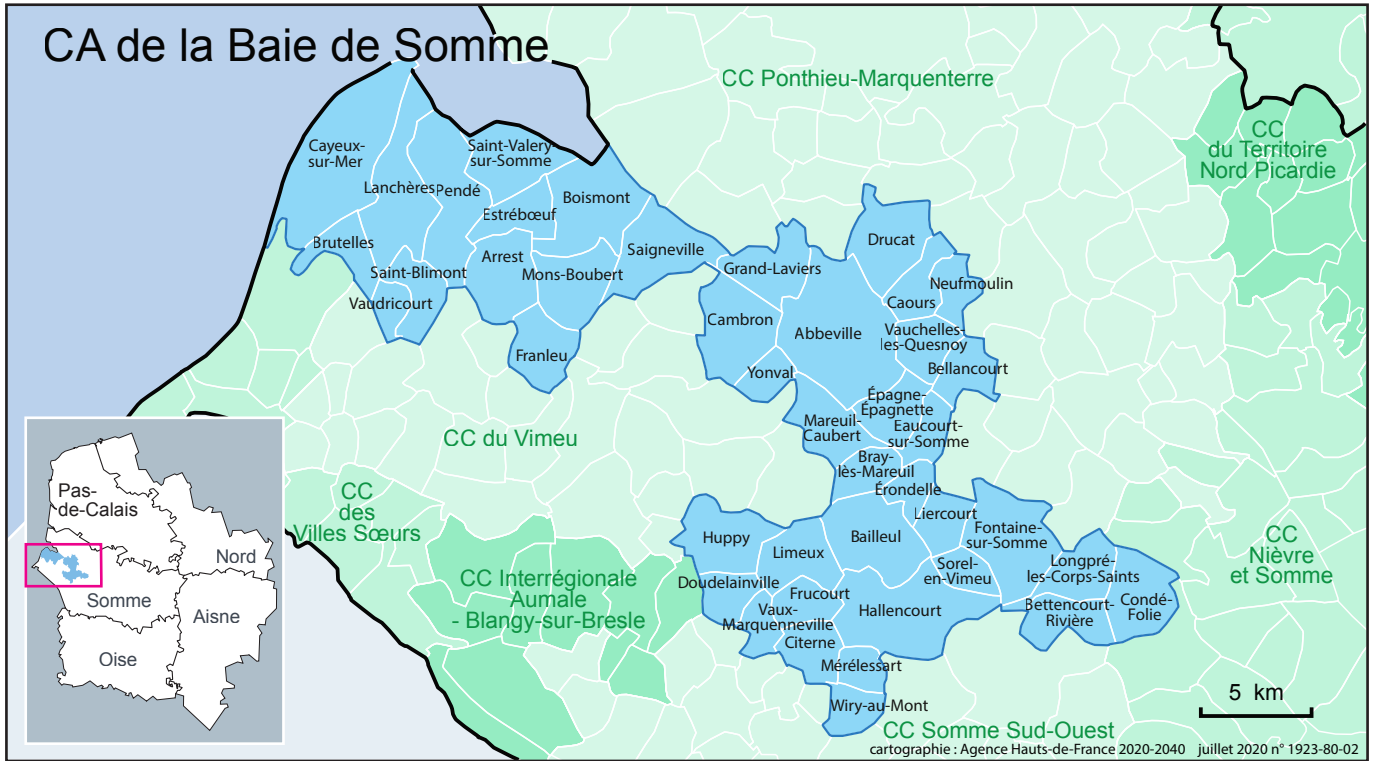 CA de la Baie de Somme
CC Ponthieu-Marquenterre
CC
du Territoire
Nord Picardie
Cayeux-
sur-Mer
Saint-Valery-
sur-Somme
Lanchères
Pendé
Boismont
Estrébœuf
Brutelles
Saint-Blimont
Arrest
Mons-Boubert
Saigneville
Vaudricourt
Franleu
Drucat
Grand-Laviers
Neufmoulin
Caours
Cambron
Abbeville
Vauchelles-
les-Quesnoy
Yonval
Bellancourt
Épagne-
Épagnette
Mareuil-
Caubert
Eaucourt-
sur-Somme
Bray-
lès-Mareuil
Érondelle
Liercourt
CC du Vimeu
CC
des
Villes Sœurs
CC Interrégionale
Aumale
- Blangy-sur-Bresle
Huppy
Limeux
Bailleul
Fontaine-
sur-Somme
Doudelainville
Frucourt
Sorel-
en-Vimeu
Longpré-
les-Corps-Saints
Vaux-
Marquenneville
Hallencourt
Bettencourt-
Rivière
Condé-
Folie
Citerne
Mérélessart
Wiry-au-Mont
CC
Nièvre
et Somme
CC Somme Sud-Ouest
Pas-
de-Calais
Nord
Somme
Aisne
Oise
5 km
cartographie : Agence Hauts-de-France 2020-2040 juillet 2020 n° 1923-80-02